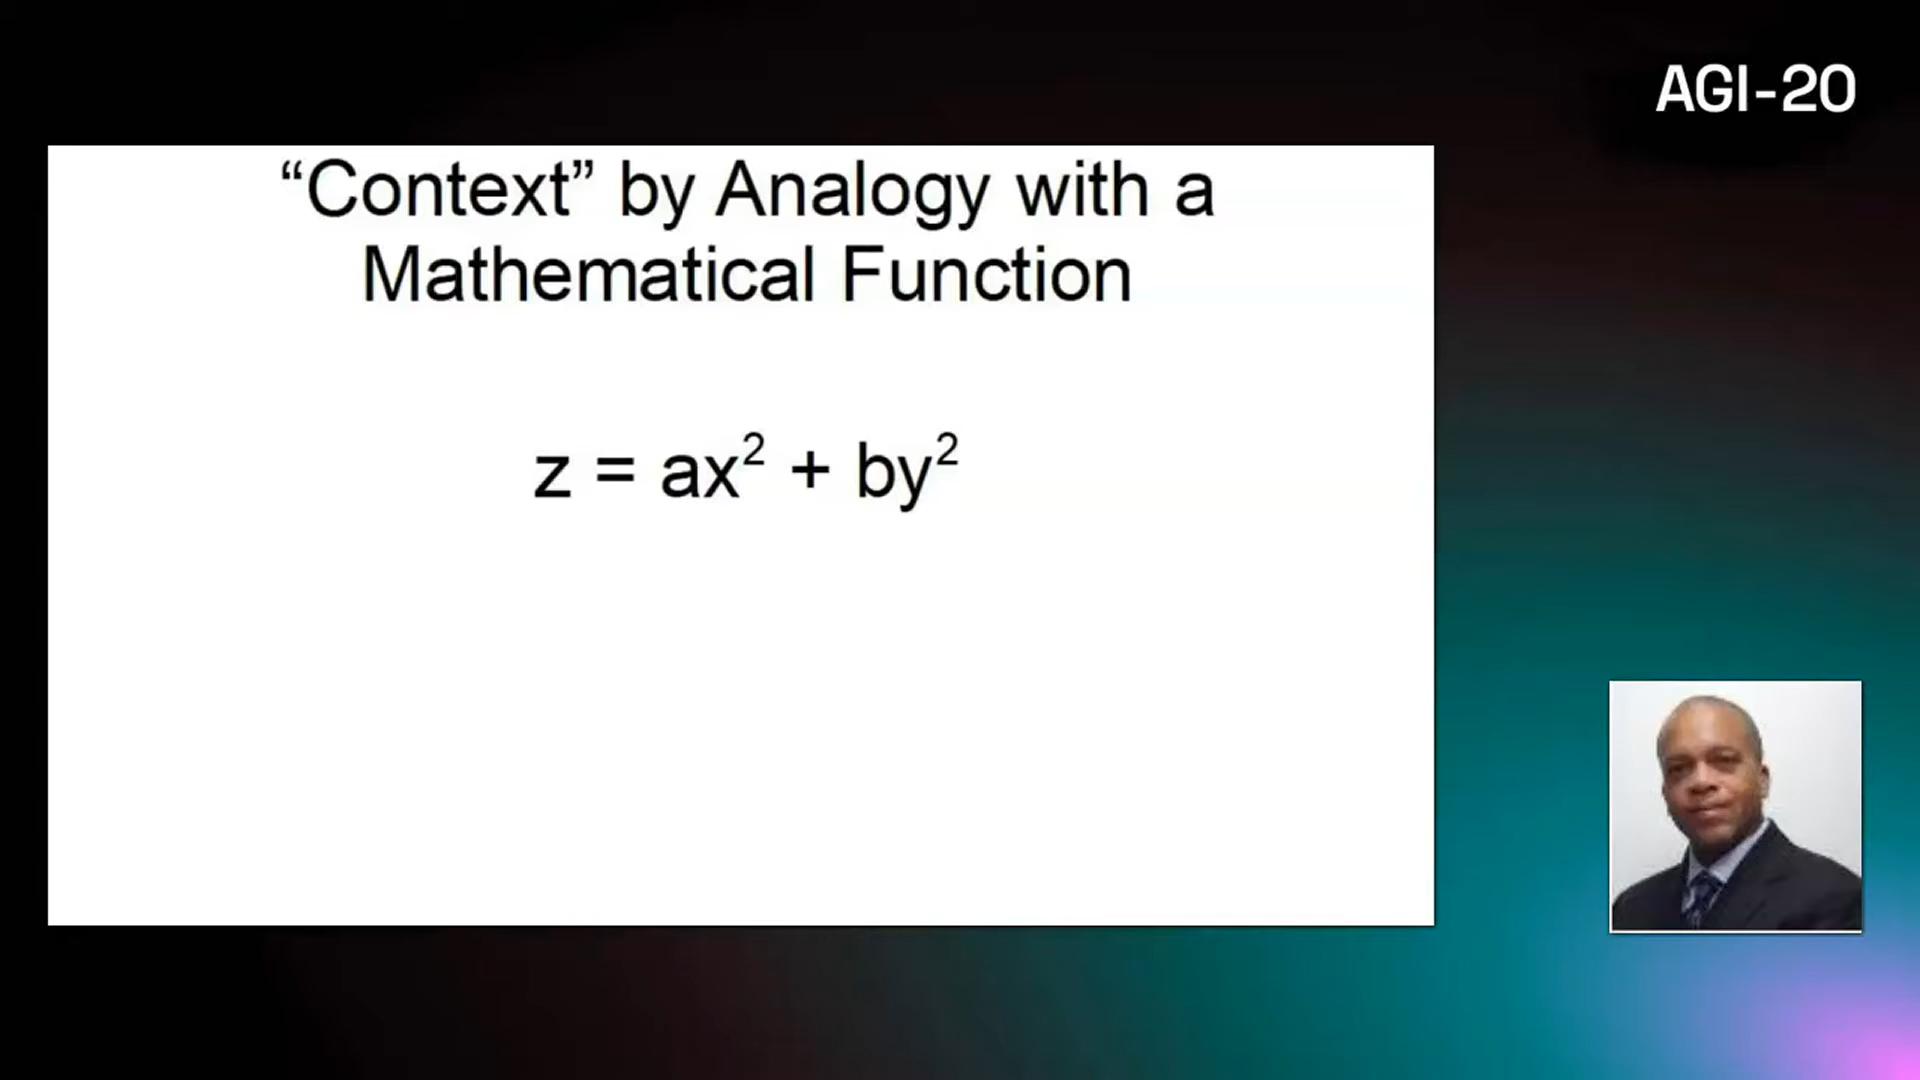 AGI-20
“Context” by Analogy with a
Mathematical Function
z = ax² + by²